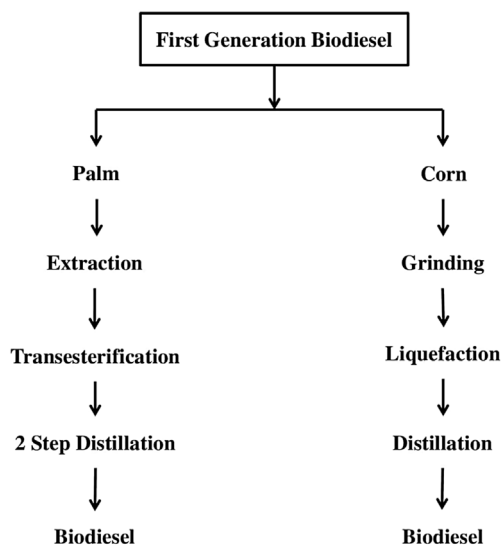 First Generation Biodiesel
Palm
Corn
Extraction
Grinding
Transesterification
Liquefaction
2 Step Distillation
Distillation
Biodiesel
Biodiesel